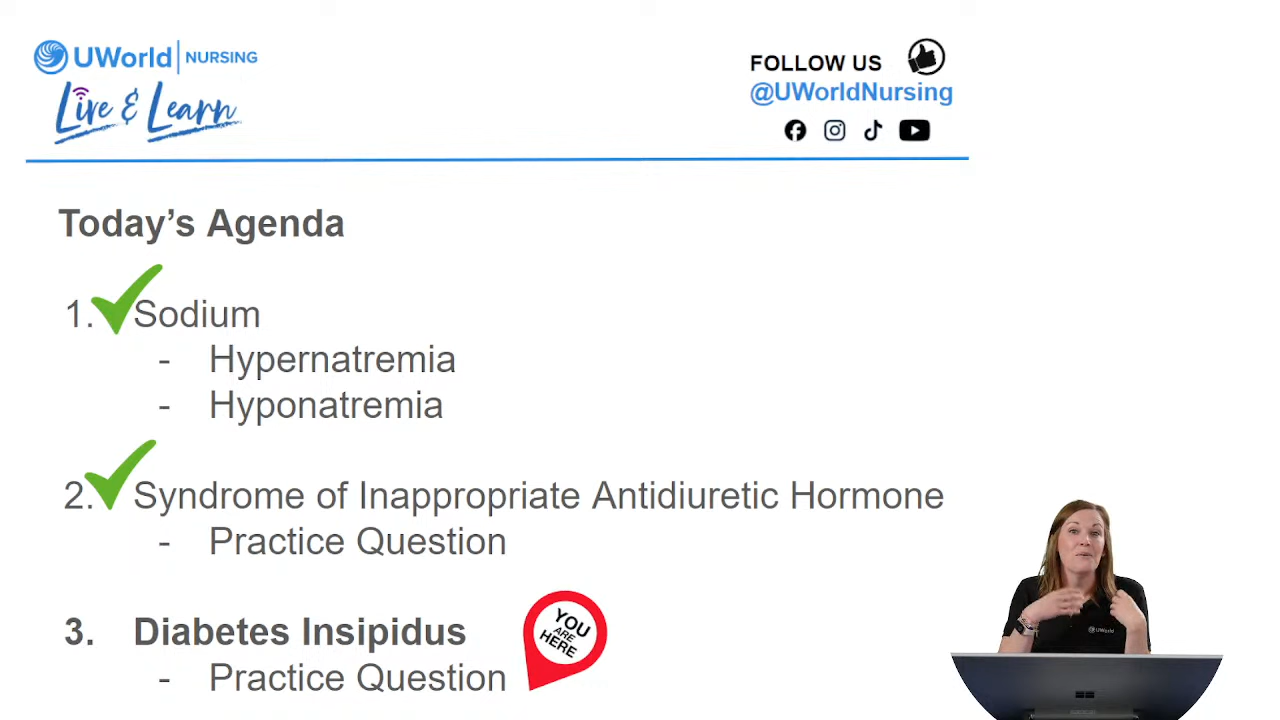 UWorld NURSING
Live & Learn
FOLLOW US
@UWorldNursing
Today's Agenda
1. Sodium
- Hypernatremia
- Hyponatremia
2. Syndrome of Inappropriate Antidiuretic Hormone
- Practice Question
3. Diabetes Insipidus
YOU
ARE
HERE
- Practice Question
UWorld